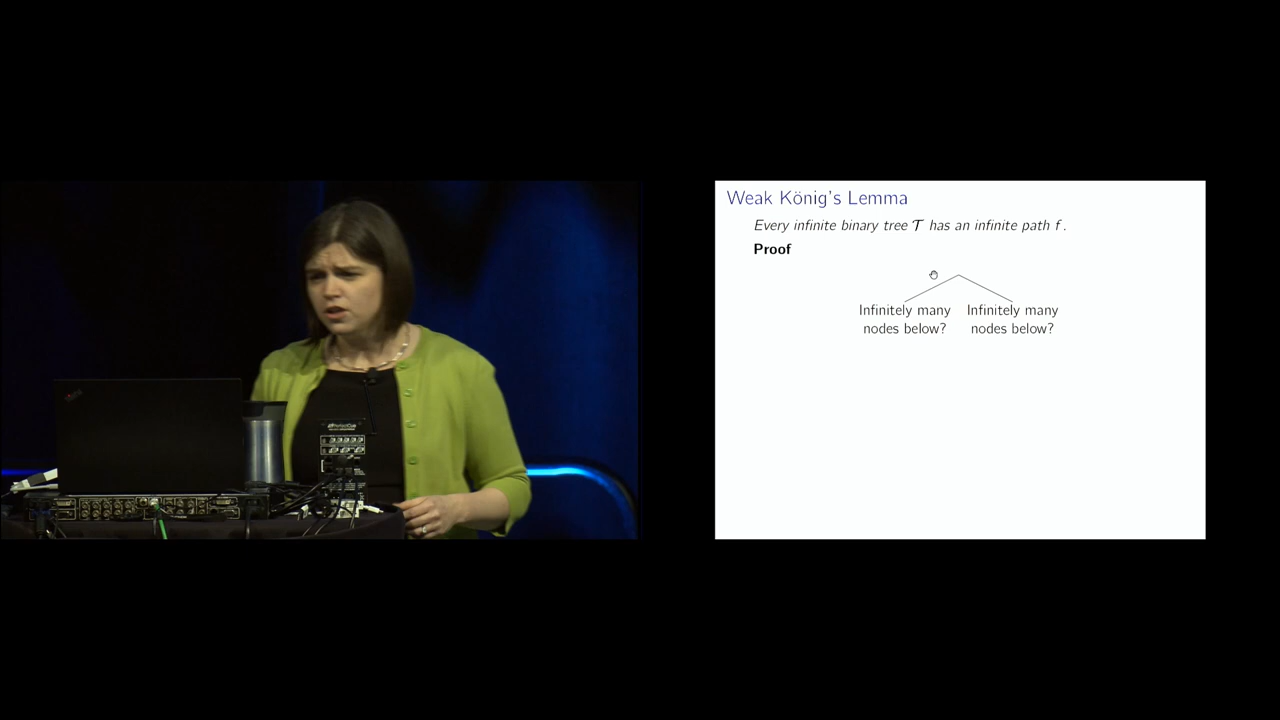 Weak König's Lemma
Every infinite binary tree 𝒯 has an infinite path f.
Proof
Infinitely many Infinitely many
nodes below? nodes below?